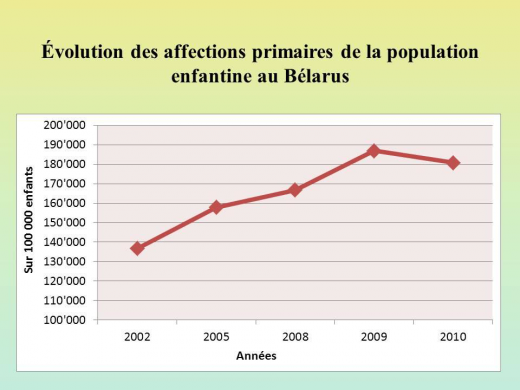 Évolution des affections primaires de la population
enfantine au Bélarus
200'000
190'000
180'000
170'000
160'000
150'000
140'000
130'000
120'000
110'000
100'000
Sur 100 000 enfants
2002 2005 2008 2009 2010
Années